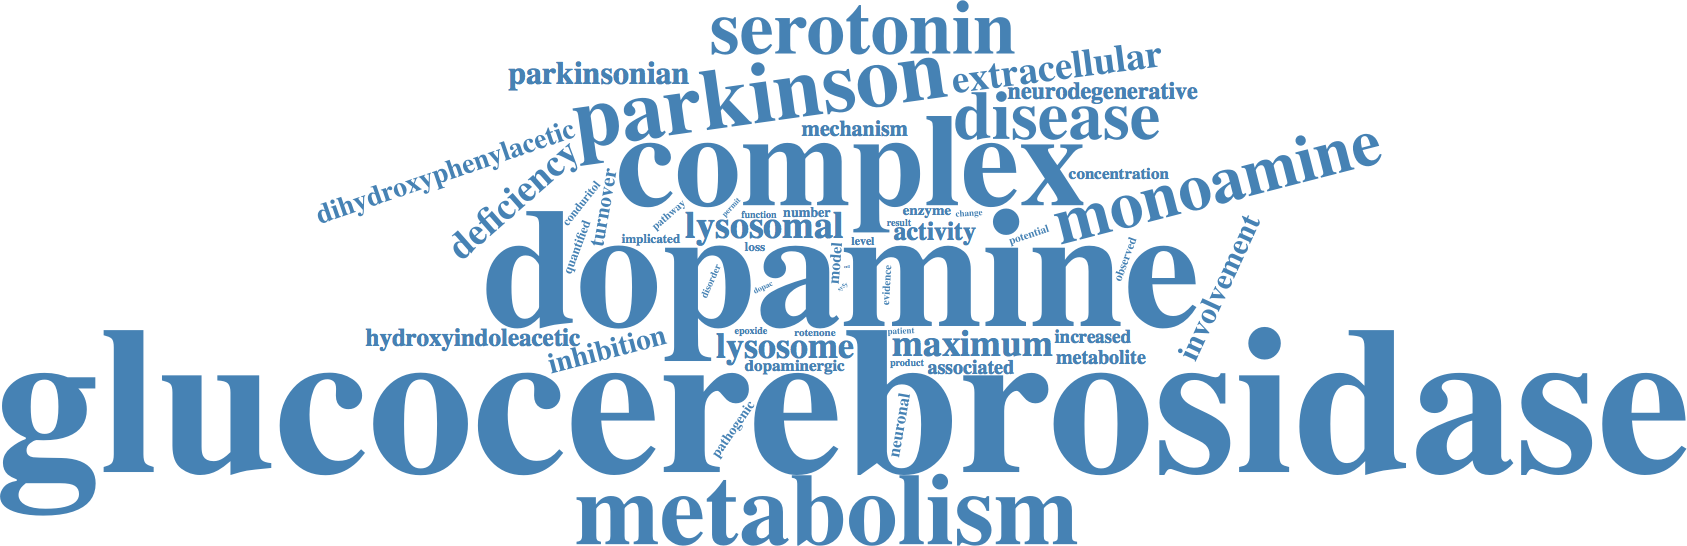 serotonin
parkinson
extracellular
parkinsonian
neurodegenerative
disease
mechanism
complex
dihydroxyphenylacetic
deficiency
monoamine
concentration
conduritol
turnover
pathway
permit
function
number
enzyme
change
quantified
implicated
lysosomal
result
activity
potential
loss
level
dopamine
observed
involvement
disorder
dopac
model
evidence
hydroxyindoleacetic
inhibition
epoxide
rotenone
patient
lysosome
maximum
increased
dopaminergic
product
associated
metabolite
glucocerebrosidase
pathogenic
neuronal
metabolism